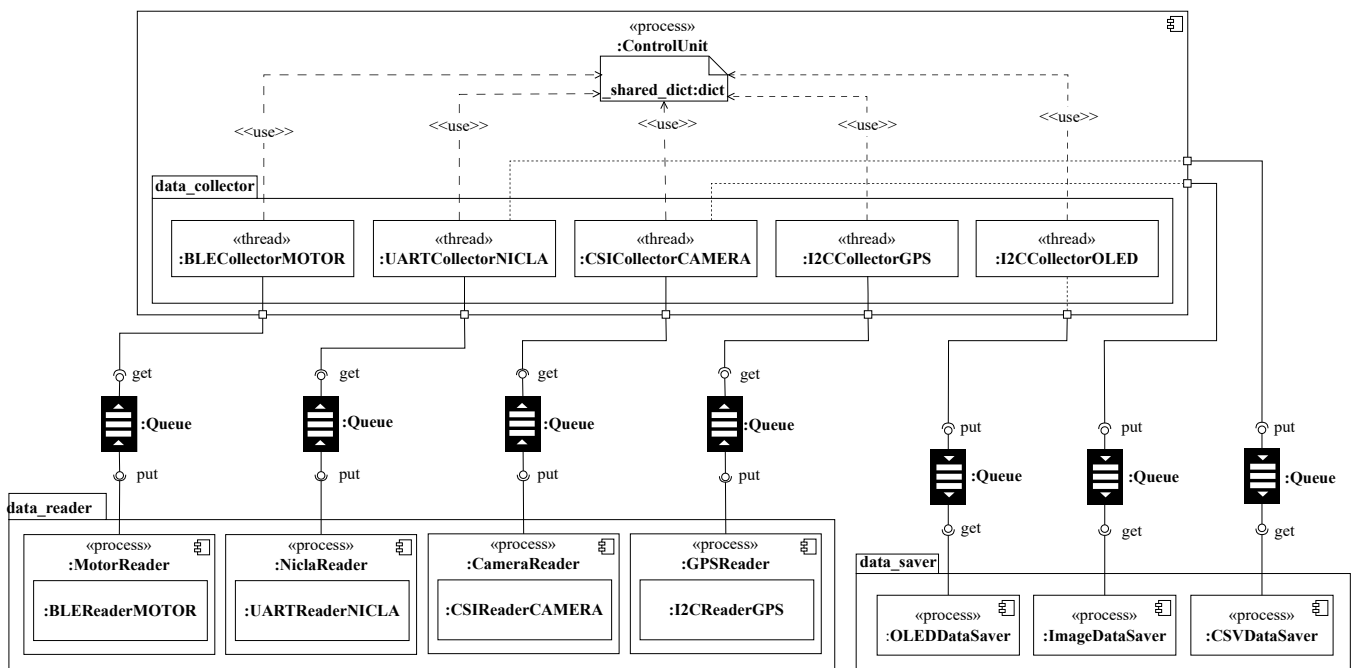 «process»
:ControlUnit
_shared_dict:dict
<<use>>
<<use>>
<<use>>
<<use>>
<<use>>
data_collector
«thread»
:BLECollectorMOTOR
«thread»
:UARTCollectorNICLA
«thread»
:CSICollectorCAMERA
«thread»
:I2CCollectorGPS
«thread»
:I2CCollectorOLED
get
get
get
get
:Queue
:Queue
:Queue
:Queue
put
put
put
put
put
put
put
:Queue
:Queue
:Queue
get
get
get
data_reader
«process»
:MotorReader
:BLEReaderMOTOR
«process»
:NiclaReader
:UARTReaderNICLA
«process»
:CameraReader
:CSIReaderCAMERA
«process»
:GPSReader
:I2CReaderGPS
data_saver
«process»
:OLEDDataSaver
«process»
:ImageDataSaver
«process»
:CSVDataSaver